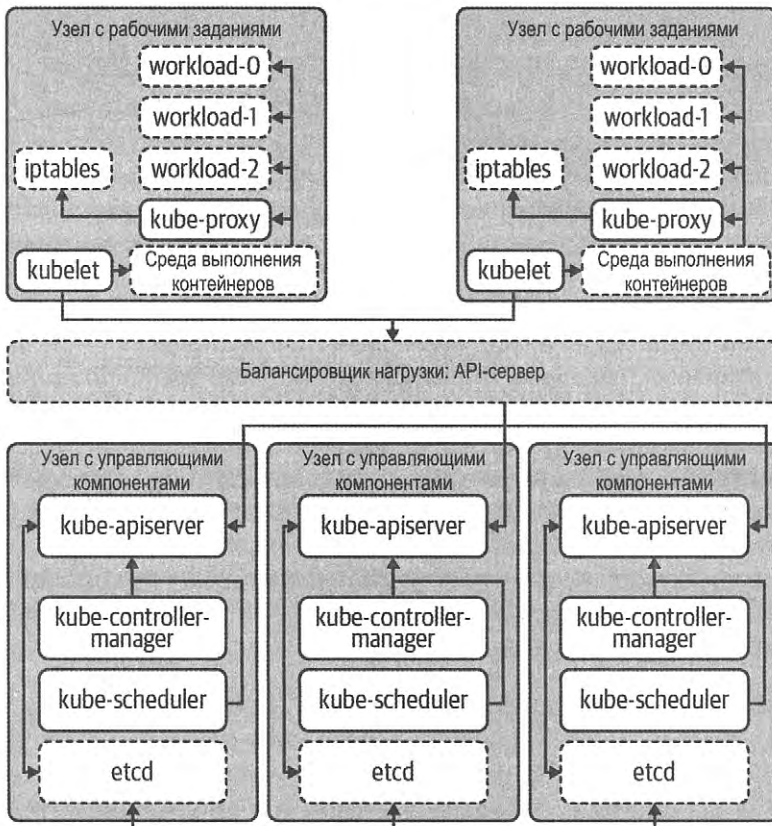 Узел с рабочими заданиями
workload-0
workload-1
workload-2
iptables
kube-proxy
kubelet
Среда выполнения
контейнеров
Узел с рабочими заданиями
workload-0
workload-1
workload-2
iptables
kube-proxy
kubelet
Среда выполнения
контейнеров
Балансировщик нагрузки: API-сервер
Узел с управляющими
компонентами
kube-apiserver
kube-controller-
manager
kube-scheduler
etcd
Узел с управляющими
компонентами
kube-apiserver
kube-controller-
manager
kube-scheduler
etcd
Узел с управляющими
компонентами
kube-apiserver
kube-controller-
manager
kube-scheduler
etcd